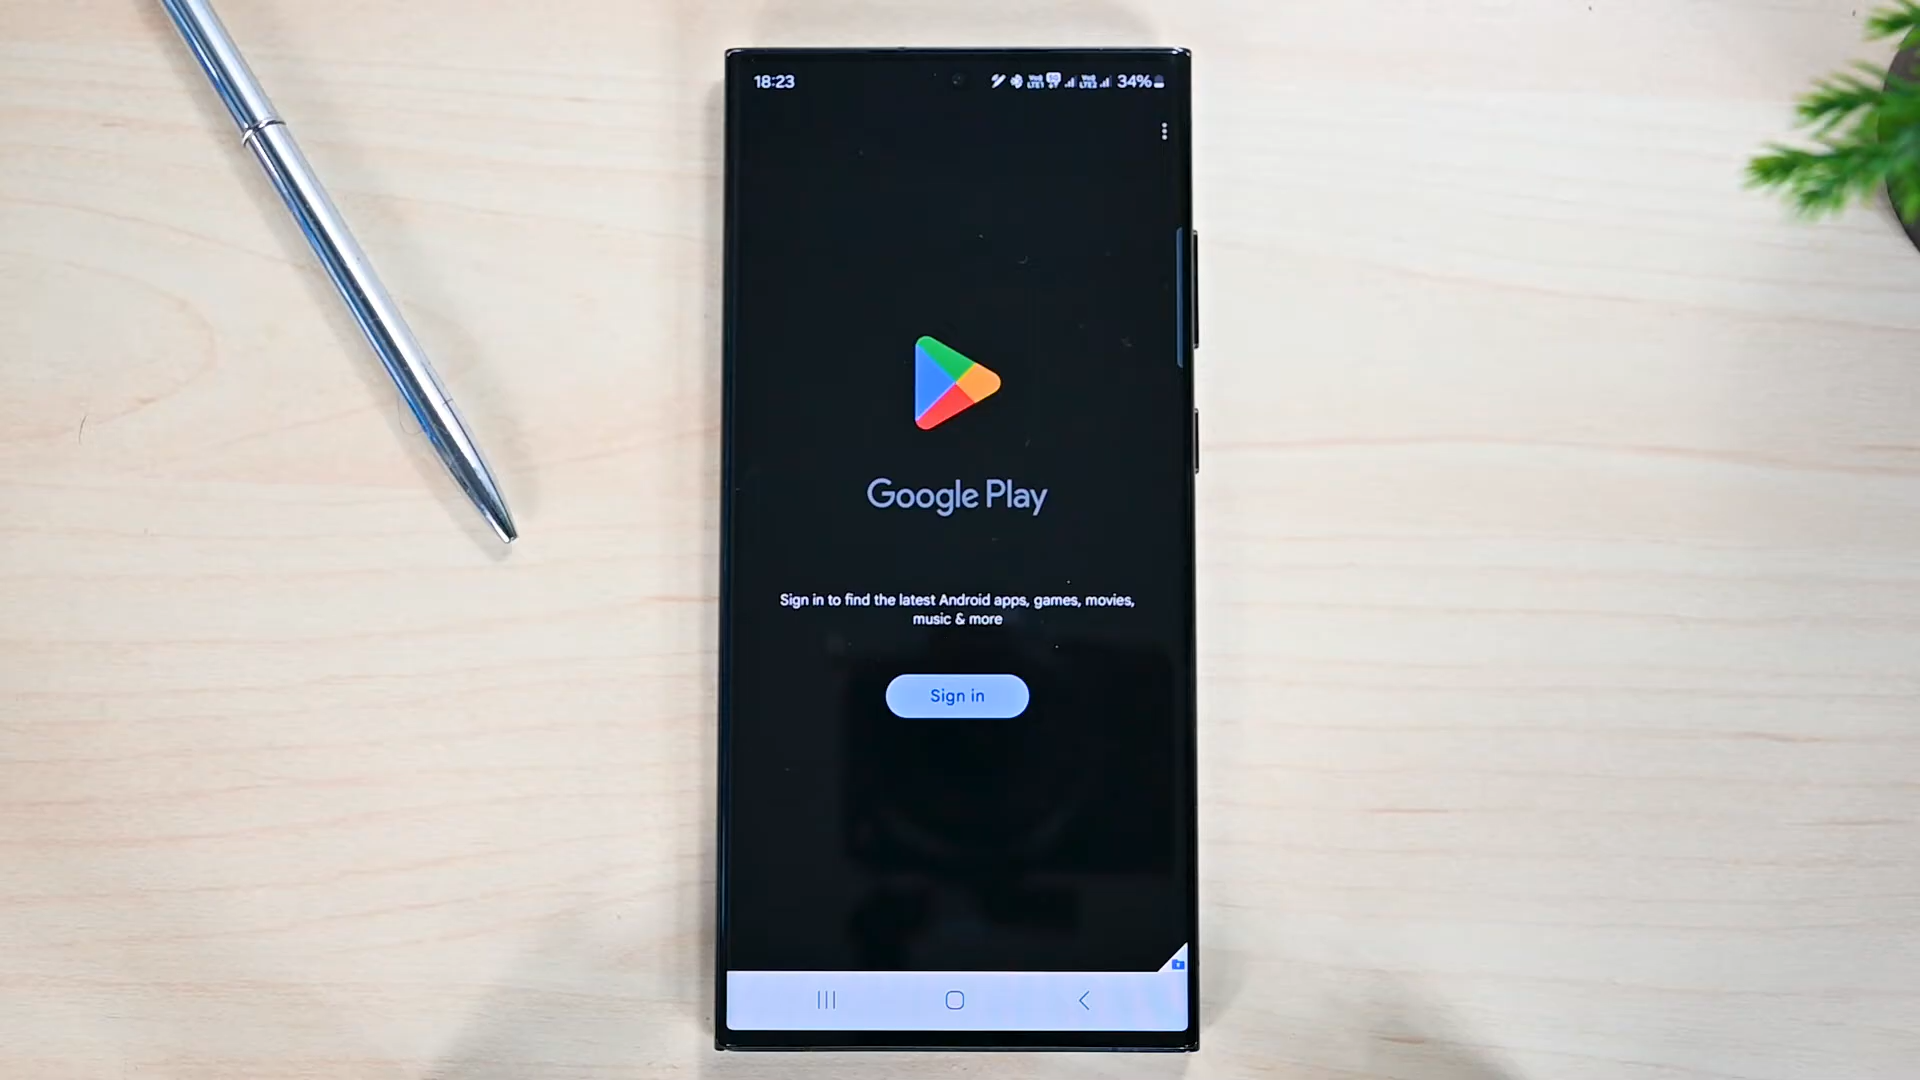 18:23
34%
Google Play
Sign in to find the latest Android apps, games, movies,
music & more
Sign in